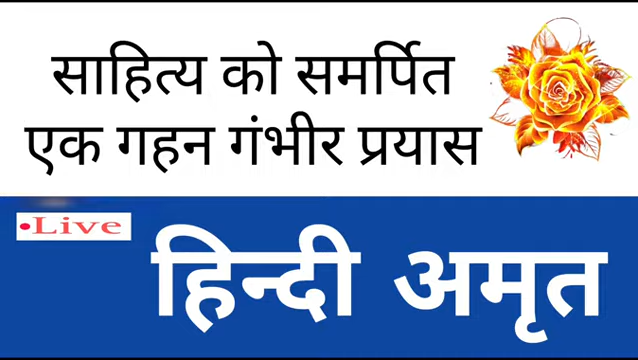 साहित्य को समर्पित
एक गहन गंभीर प्रयास
•Live
हिन्दी अमृत